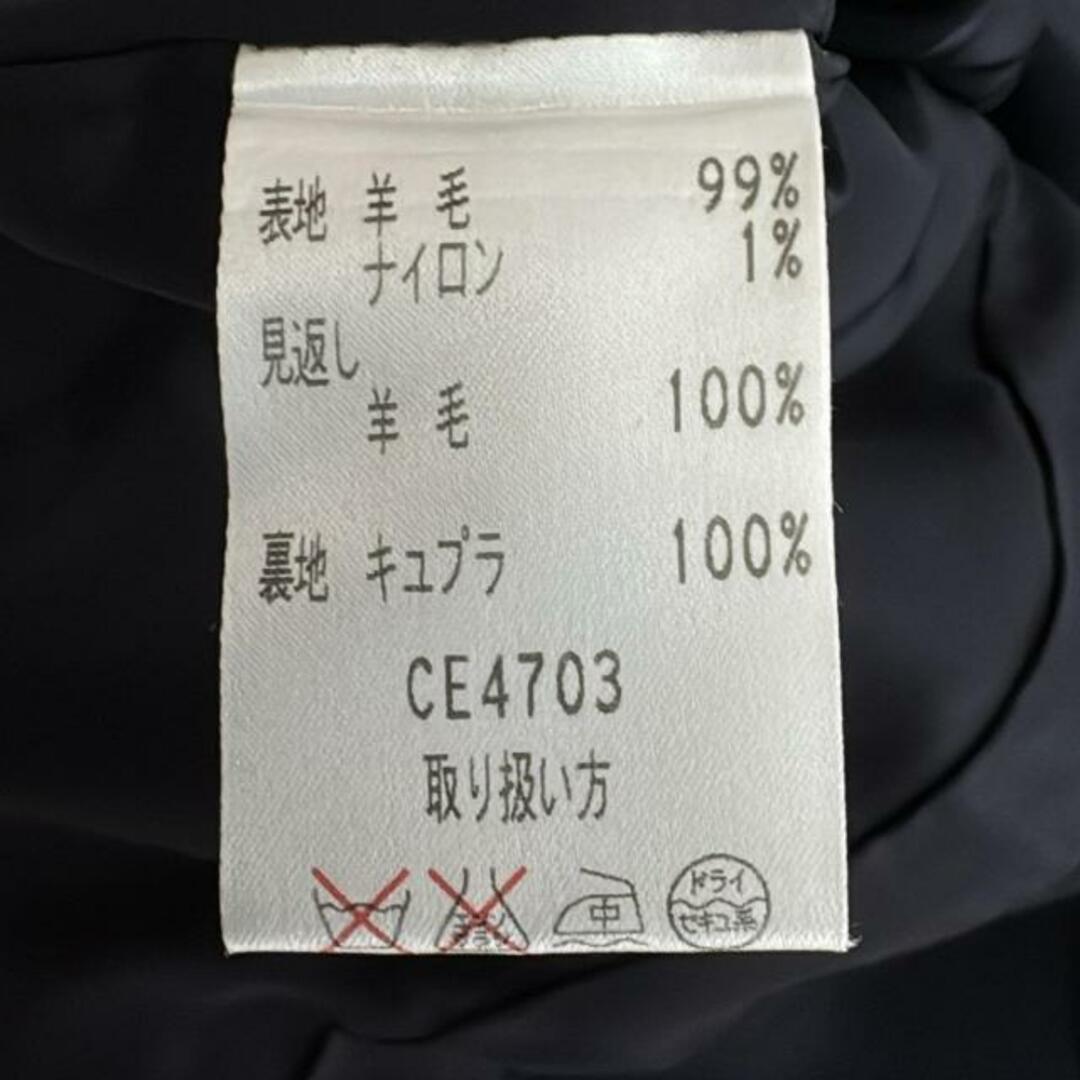 表地 羊毛 99%
ナイロン 1%
見返し
羊毛 100%
裏地 キュプラ 100%
CE4703
取り扱い方
中
ドライ
セキユ系